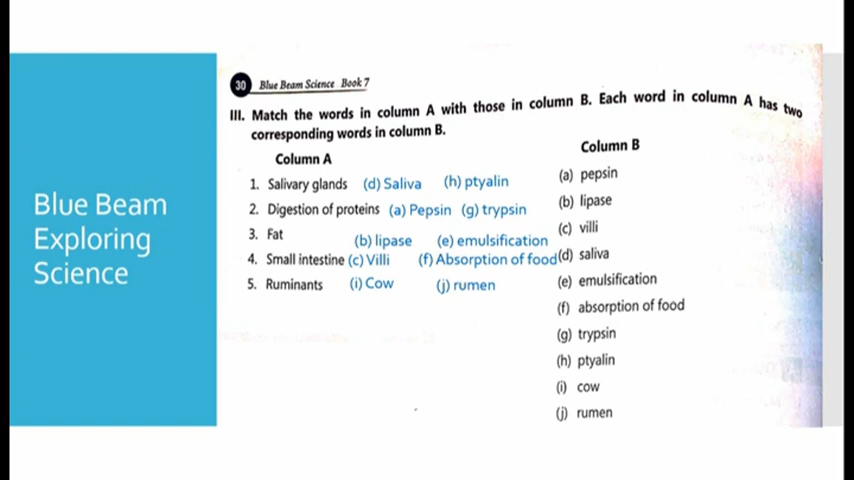 Blue Beam
Exploring
Science
30 Blue Beam Science Book 7
III. Match the words in column A with those in column B. Each word in column A has two
corresponding words in column B.
Column A
1. Salivary glands (d) Saliva (h) ptyalin
2. Digestion of proteins (a) Pepsin (g) trypsin
3. Fat (b) lipase (e) emulsification
4. Small intestine (c) Villi (f) Absorption of food
5. Ruminants (i) Cow (j) rumen
Column B
(a) pepsin
(b) lipase
(c) villi
(d) saliva
(e) emulsification
(f) absorption of food
(g) trypsin
(h) ptyalin
(i) cow
(j) rumen